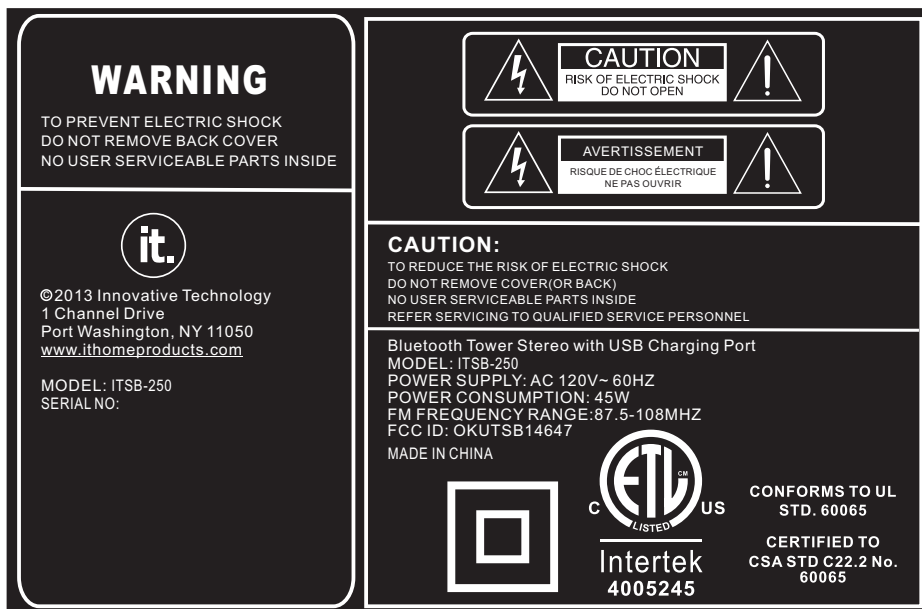 WARNING
TO PREVENT ELECTRIC SHOCK
DO NOT REMOVE BACK COVER
NO USER SERVICEABLE PARTS INSIDE
it.
©2013 Innovative Technology
1 Channel Drive
Port Washington, NY 11050
www.ithomeproducts.com
MODEL: ITSB-250
SERIAL NO:
CAUTION
RISK OF ELECTRIC SHOCK
DO NOT OPEN
AVERTISSEMENT
RISQUE DE CHOC ÉLECTRIQUE
NE PAS OUVRIR
CAUTION:
TO REDUCE THE RISK OF ELECTRIC SHOCK
DO NOT REMOVE COVER(OR BACK)
NO USER SERVICEABLE PARTS INSIDE
REFER SERVICING TO QUALIFIED SERVICE PERSONNEL
Bluetooth Tower Stereo with USB Charging Port
MODEL: ITSB-250
POWER SUPPLY: AC 120V~ 60HZ
POWER CONSUMPTION: 45W
FM FREQUENCY RANGE:87.5-108MHZ
FCC ID: OKUTSB14647
MADE IN CHINA
ETL CM
C US
LISTED
Intertek
4005245
CONFORMS TO UL
STD. 60065
CERTIFIED TO
CSA STD C22.2 No.
60065